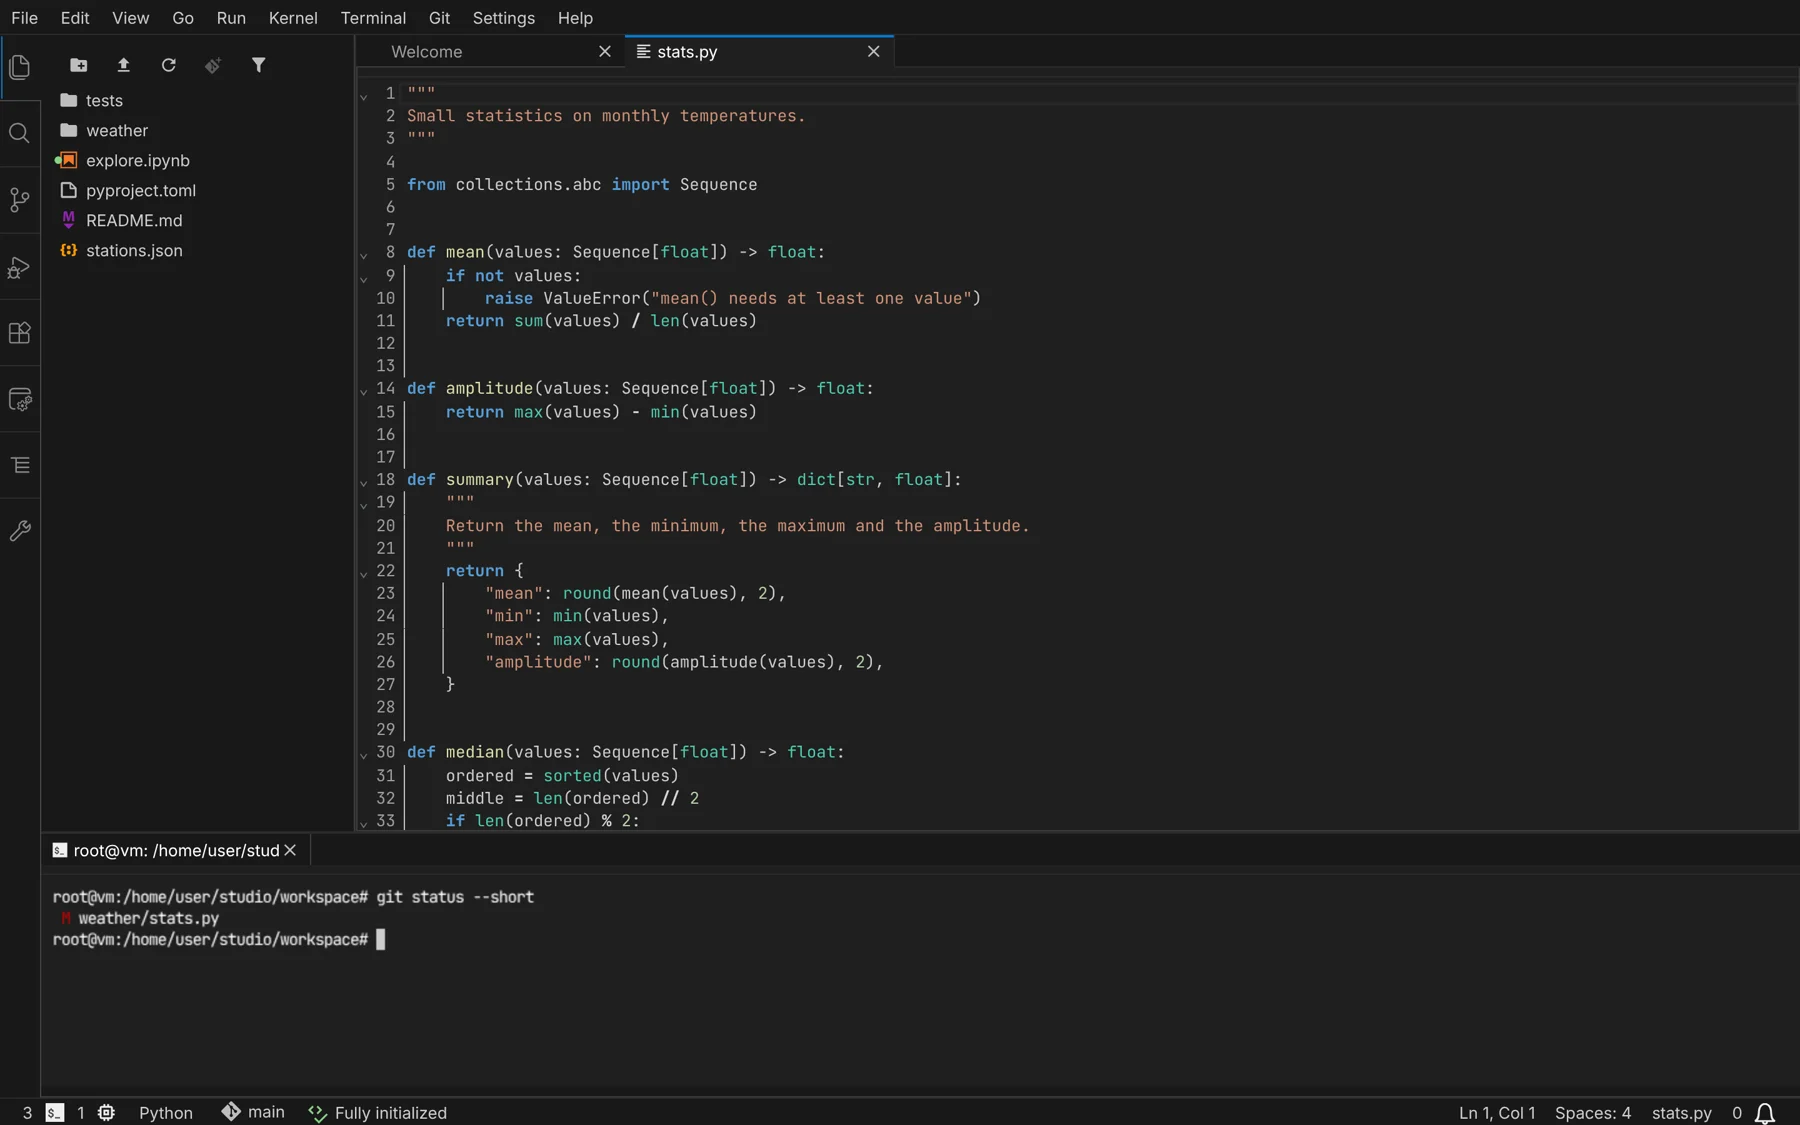 File Edit View Go Run Kernel Terminal Git Settings Help
Welcome
stats.py
tests
weather
explore.ipynb
pyproject.toml
README.md
stations.json
1 """
2 Small statistics on monthly temperatures.
3 """
4
5 from collections.abc import Sequence
6
7
8 def mean(values: Sequence[float]) -> float:
9     if not values:
10         raise ValueError("mean() needs at least one value")
11     return sum(values) / len(values)
12
13
14 def amplitude(values: Sequence[float]) -> float:
15     return max(values) - min(values)
16
17
18 def summary(values: Sequence[float]) -> dict[str, float]:
19     """
20     Return the mean, the minimum, the maximum and the amplitude.
21     """
22     return {
23         "mean": round(mean(values), 2),
24         "min": min(values),
25         "max": max(values),
26         "amplitude": round(amplitude(values), 2),
27     }
28
29
30 def median(values: Sequence[float]) -> float:
31     ordered = sorted(values)
32     middle = len(ordered) // 2
33     if len(ordered) % 2:
root@vm: /home/user/stud
root@vm:/home/user/studio/workspace# git status --short
 M weather/stats.py
root@vm:/home/user/studio/workspace#
3 1 Python main Fully initialized Ln 1, Col 1 Spaces: 4 stats.py 0